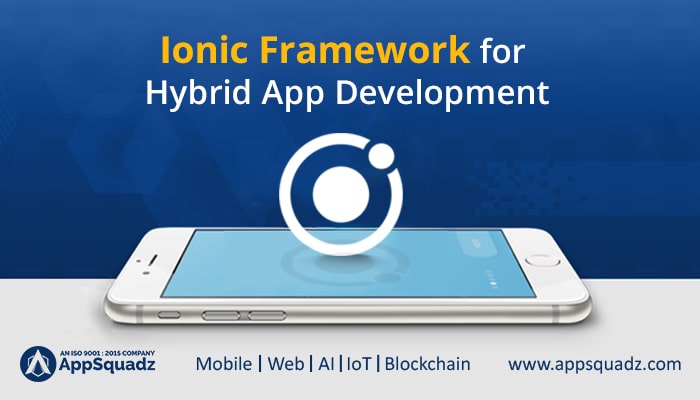 Ionic Framework for
Hybrid App Development
AN ISO 9001 : 2015 COMPANY
AppSquadz
Mobile | Web | AI | IoT | Blockchain
www.appsquadz.com